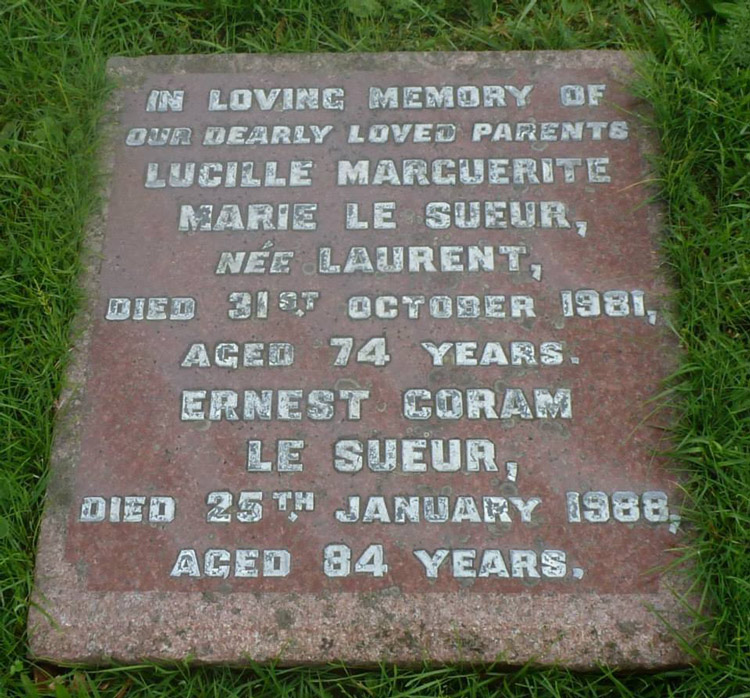 IN LOVING MEMORY OF
OUR DEARLY LOVED PARENTS
LUCILLE MARGUERITE
MARIE LE SUEUR,
NÉE LAURENT,
DIED 31ST OCTOBER 1981,
AGED 74 YEARS.
ERNEST CORAM
LE SUEUR,
DIED 25TH JANUARY 1988,
AGED 84 YEARS,